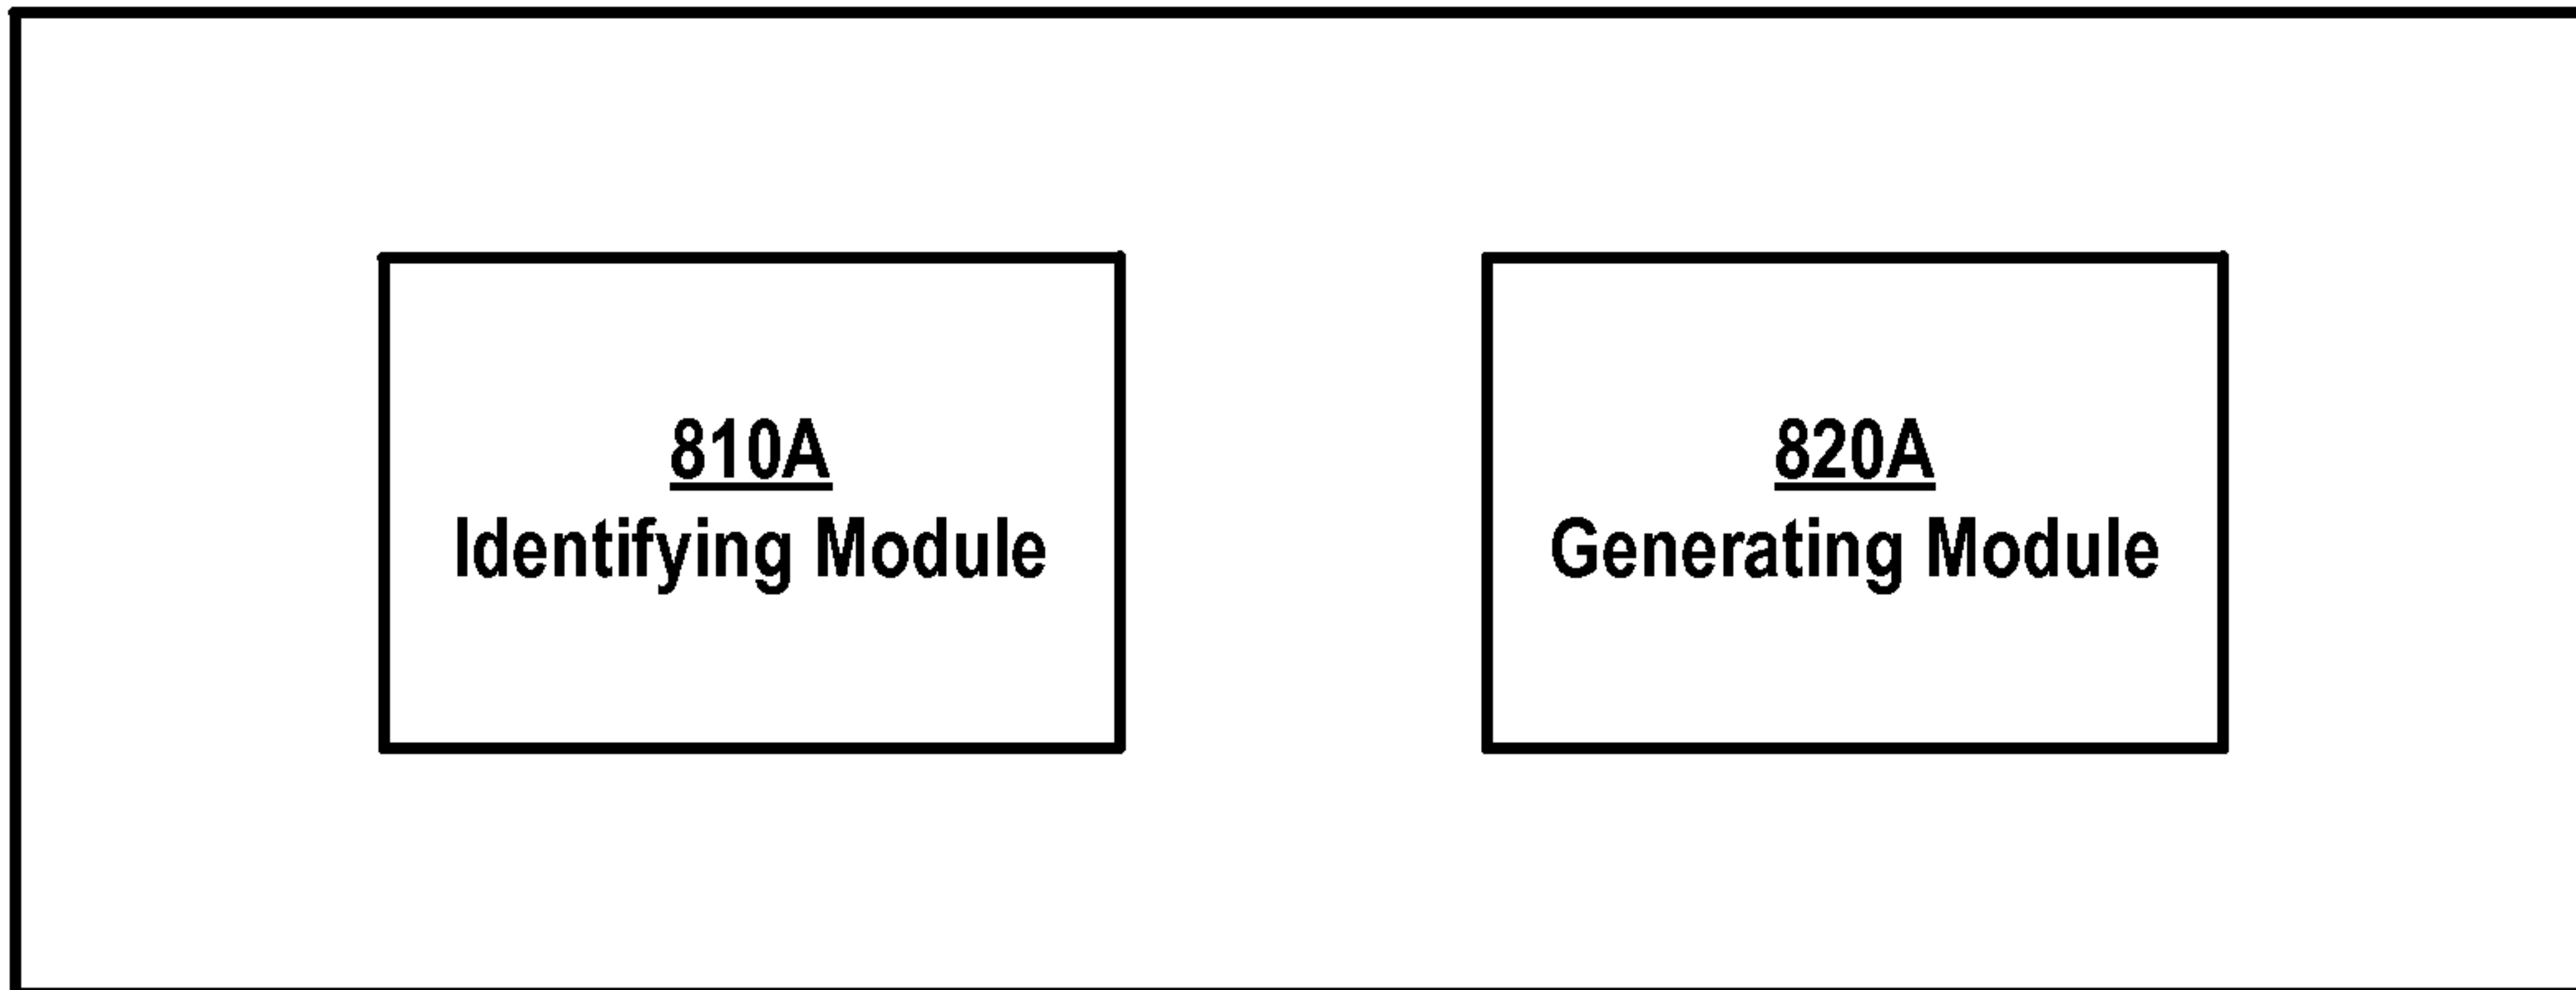 810A
Identifying Module
820A
Generating Module